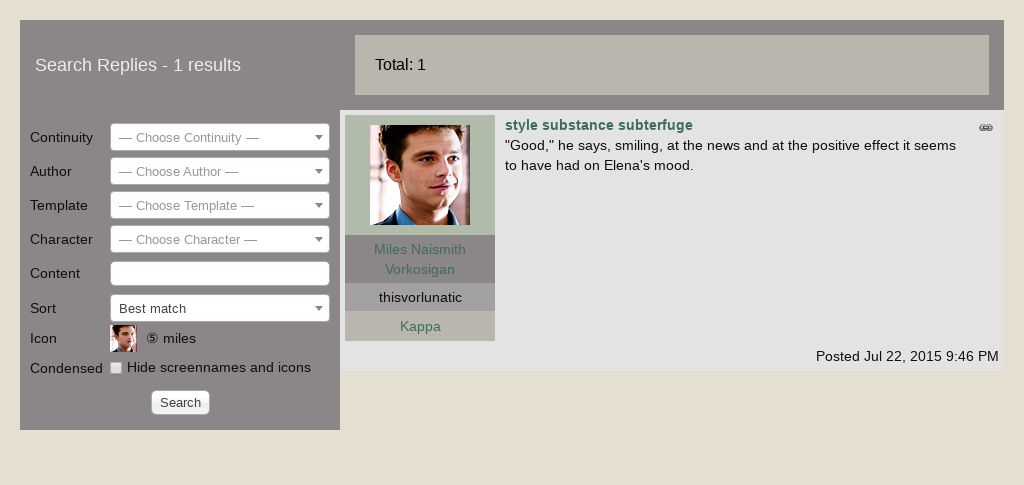 Search Replies - 1 results
Total: 1
Continuity
— Choose Continuity —
Author
— Choose Author —
Template
— Choose Template —
Character
— Choose Character —
Content
Sort
Best match
Icon
⑤ miles
Condensed
Hide screennames and icons
Search
Miles Naismith
Vorkosigan
thisvorlunatic
Kappa
style substance subterfuge
"Good," he says, smiling, at the news and at the positive effect it seems
to have had on Elena's mood.
Posted Jul 22, 2015 9:46 PM